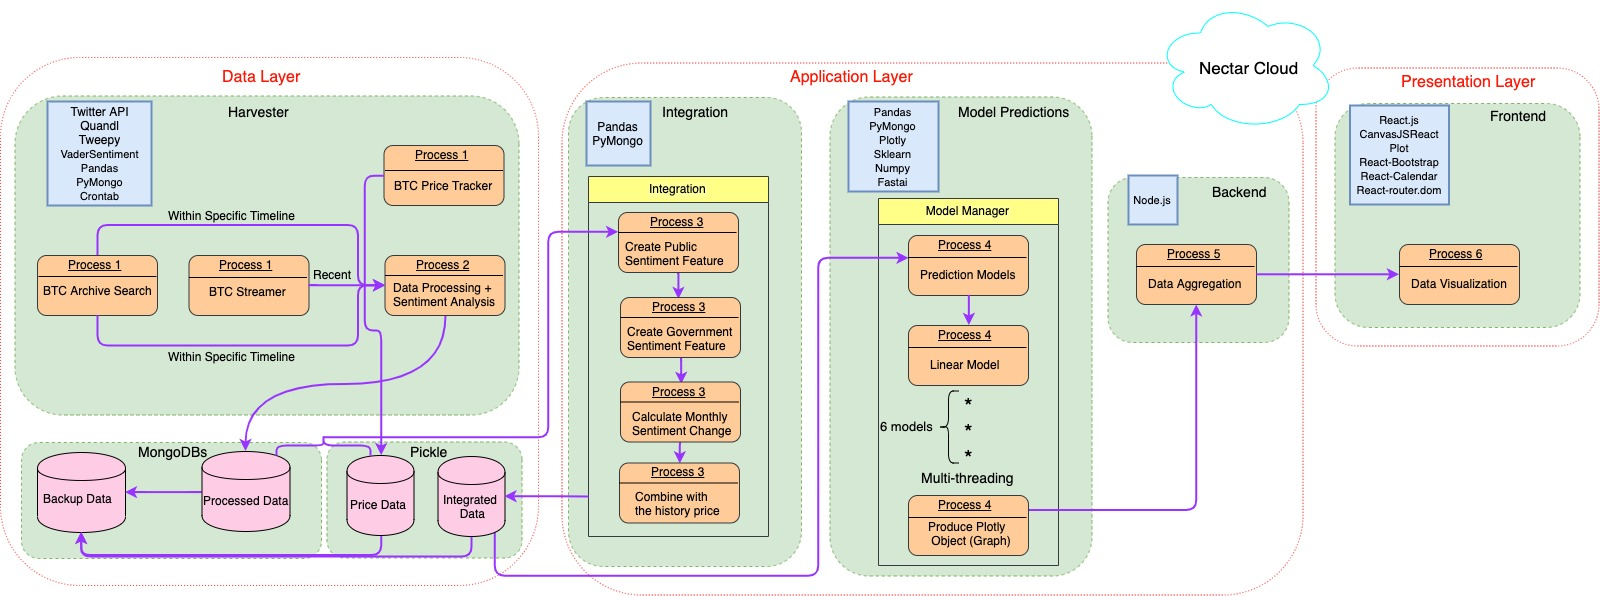 Nectar Cloud
Data Layer
Harvester
Twitter API
Quandl
Tweepy
VaderSentiment
Pandas
PyMongo
Crontab
Process 1
BTC Price Tracker
Within Specific Timeline
Process 1
BTC Archive Search
Process 1
BTC Streamer
Recent
Process 2
Data Processing +
Sentiment Analysis
Within Specific Timeline
MongoDBs
Backup Data
Processed Data
Pickle
Price Data
Integrated
Data
Application Layer
Integration
Pandas
PyMongo
Integration
Process 3
Create Public
Sentiment Feature
Process 3
Create Government
Sentiment Feature
Process 3
Calculate Monthly
Sentiment Change
Process 3
Combine with
the history price
Model Predictions
Pandas
PyMongo
Plotly
Sklearn
Numpy
Fastai
Model Manager
Process 4
Prediction Models
Process 4
Linear Model
*
6 models
*
*
Multi-threading
Process 4
Produce Plotly
Object (Graph)
Backend
Node.js
Process 5
Data Aggregation
Presentation Layer
Frontend
React.js
CanvasJSReact
Plot
React-Bootstrap
React-Calendar
React-router.dom
Process 6
Data Visualization